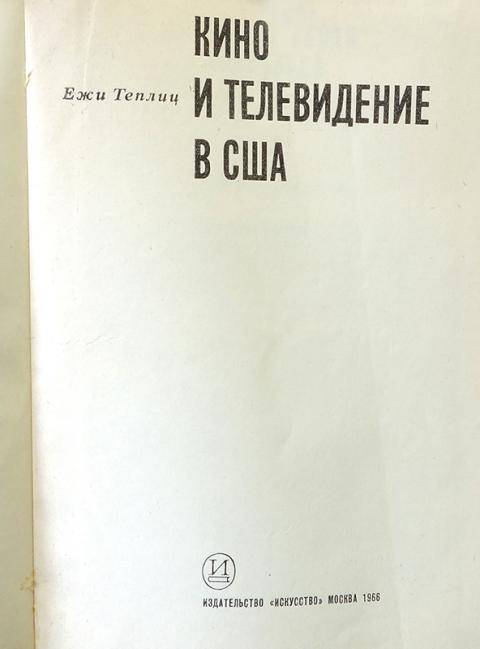 КИНО
Ежи Теплиц И ТЕЛЕВИДЕНИЕ
В США
И
ИЗДАТЕЛЬСТВО «ИСКУССТВО» МОСКВА 1966